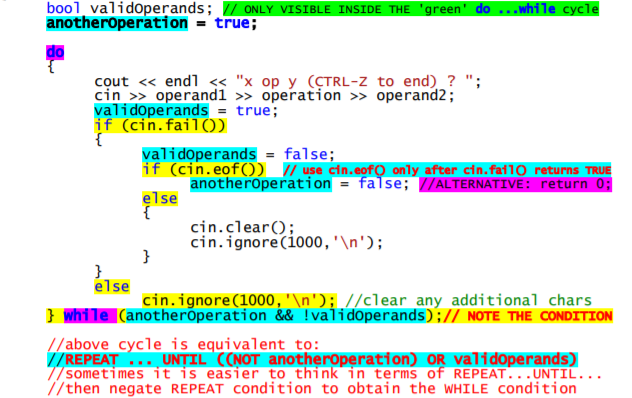 bool validOperands; // ONLY VISIBLE INSIDE THE 'green' do ...while cycle
anotherOperation = true;
do
{
cout << endl << "x op y (CTRL-Z to end) ? ";
cin >> operand1 >> operation >> operand2;
validOperands = true;
if (cin.fail())
{
validOperands = false;
if (cin.eof()) // use cin.eof() only after cin.fail() returns TRUE
anotherOperation = false; //ALTERNATIVE: return 0;
else
{
cin.clear();
cin.ignore(1000,'\n');
}
}
else
cin.ignore(1000,'\n'); //clear any additional chars
} while (anotherOperation && !validOperands);// NOTE THE CONDITION
//above cycle is equivalent to:
//REPEAT ... UNTIL ((NOT anotherOperation) OR validOperands)
//sometimes it is easier to think in terms of REPEAT...UNTIL...
//then negate REPEAT condition to obtain the WHILE condition